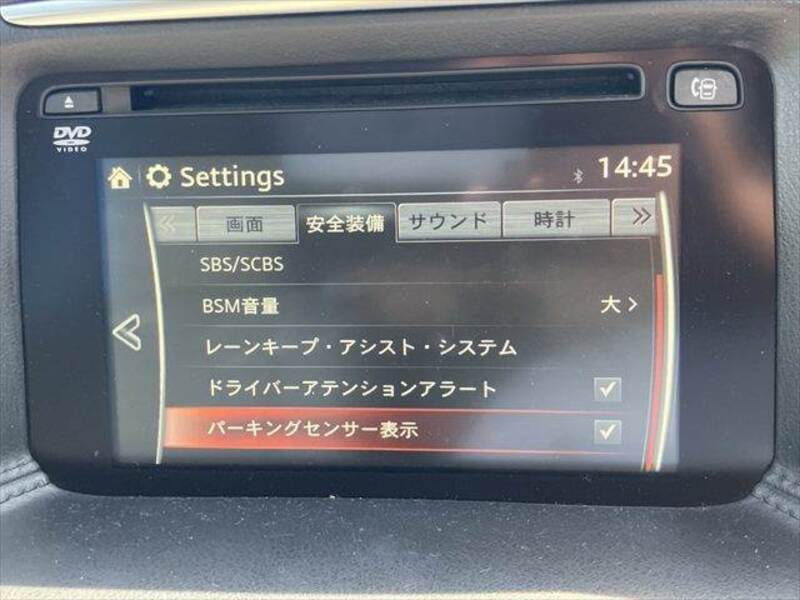 DVD
VIDEO
Settings
14:45
画面 安全装備 サウンド 時計
SBS/SCBS
BSM音量 大
レーンキープ・アシスト・システム
ドライバーアテンションアラート
パーキングセンサー表示